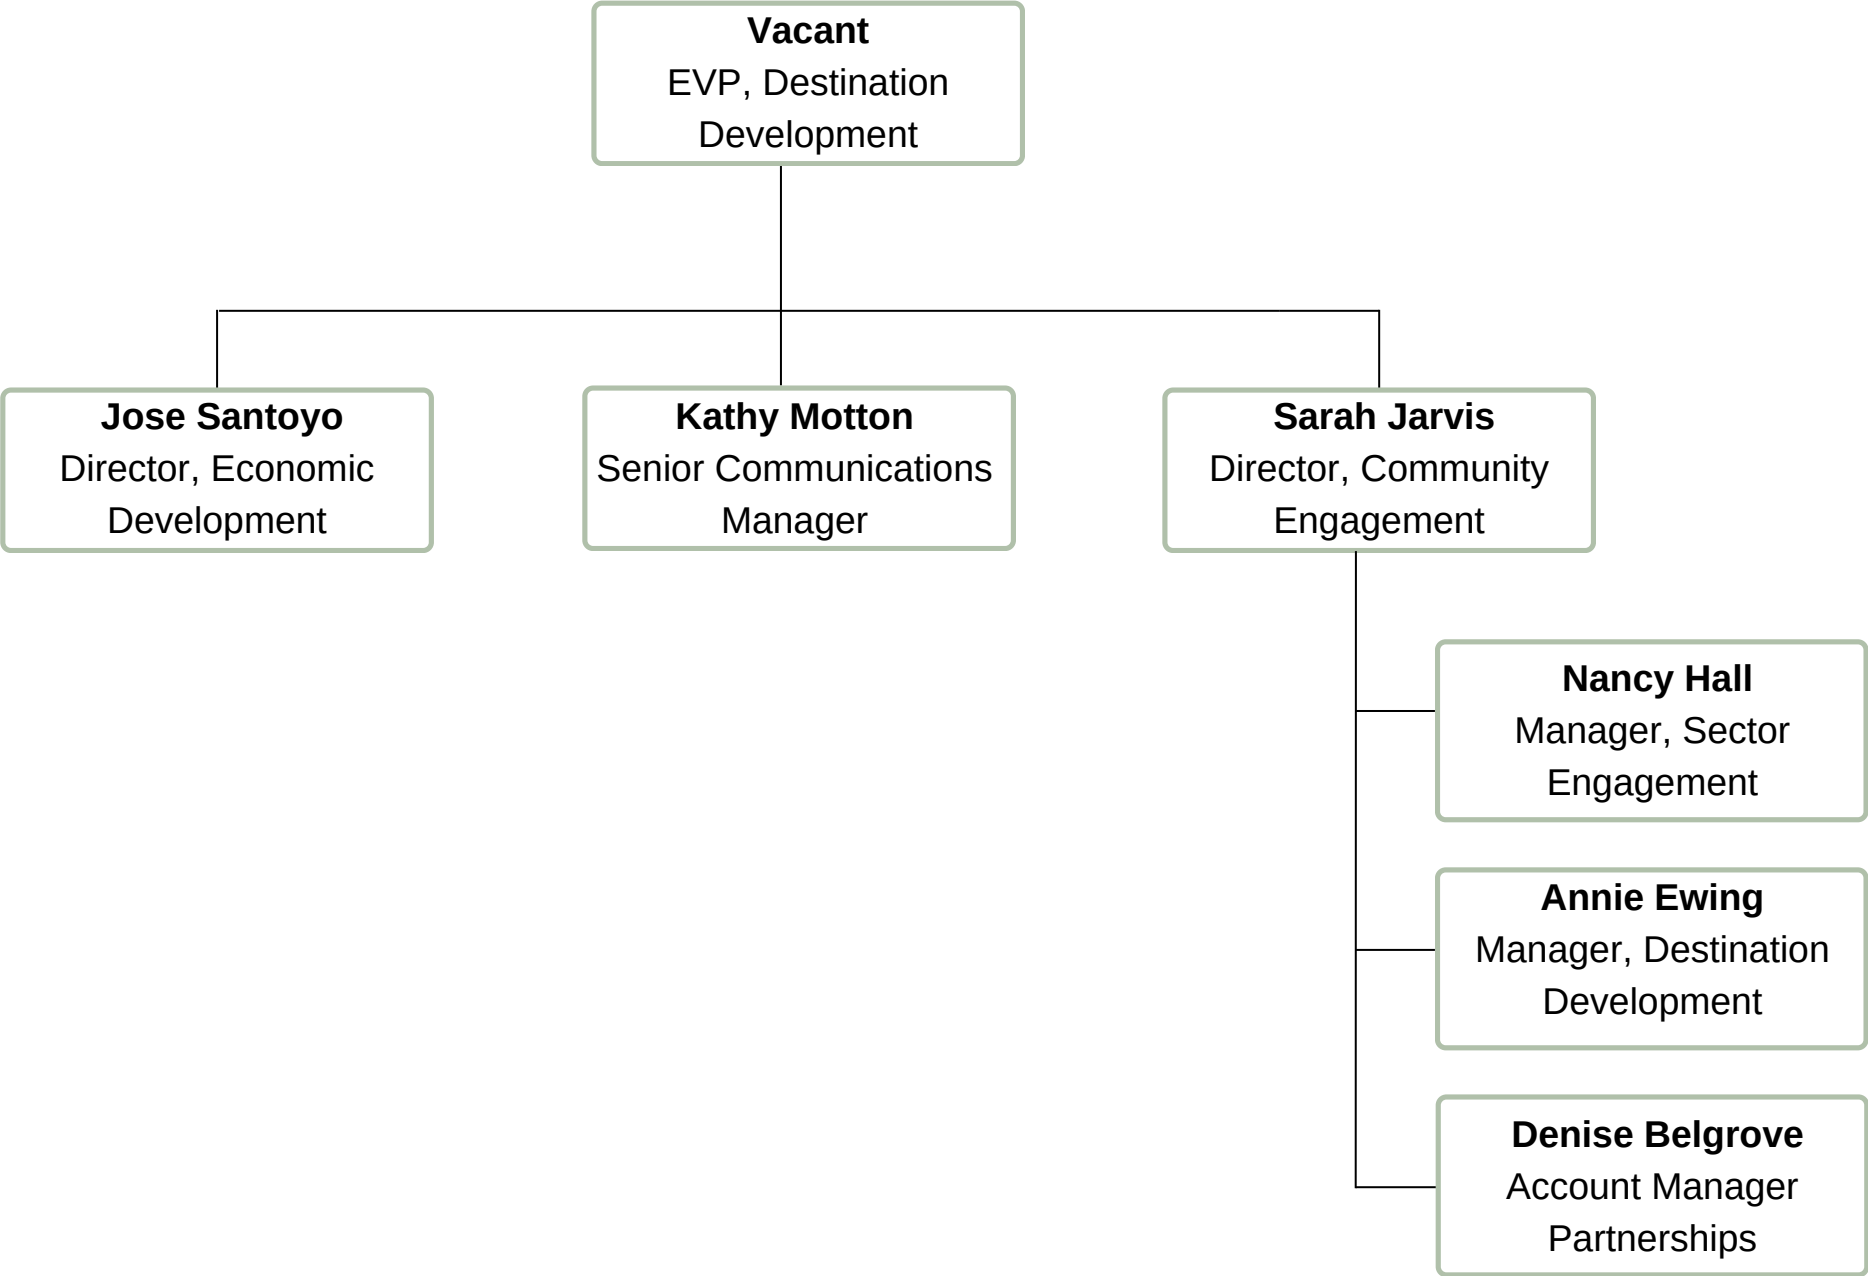 Vacant
EVP, Destination
Development
Jose Santoyo
Director, Economic
Development
Kathy Motton
Senior Communications
Manager
Sarah Jarvis
Director, Community
Engagement
Nancy Hall
Manager, Sector
Engagement
Annie Ewing
Manager, Destination
Development
Denise Belgrove
Account Manager
Partnerships